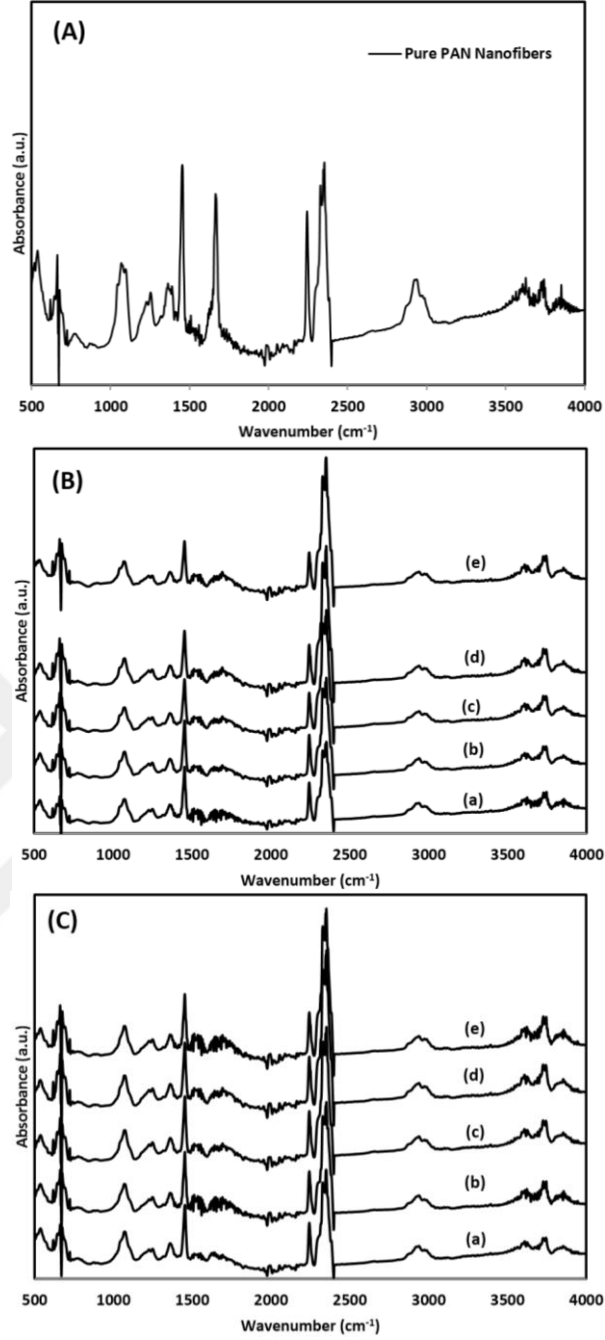 (A)
Pure PAN Nanofibers
Absorbance (a.u.)
500 1000 1500 2000 2500 3000 3500 4000
Wavenumber (cm⁻¹)
(B)
(e)
(d)
(c)
(b)
(a)
Absorbance (a.u.)
500 1000 1500 2000 2500 3000 3500 4000
Wavenumber (cm⁻¹)
(C)
(e)
(d)
(c)
(b)
(a)
Absorbance (a.u.)
500 1000 1500 2000 2500 3000 3500 4000
Wavenumber (cm⁻¹)